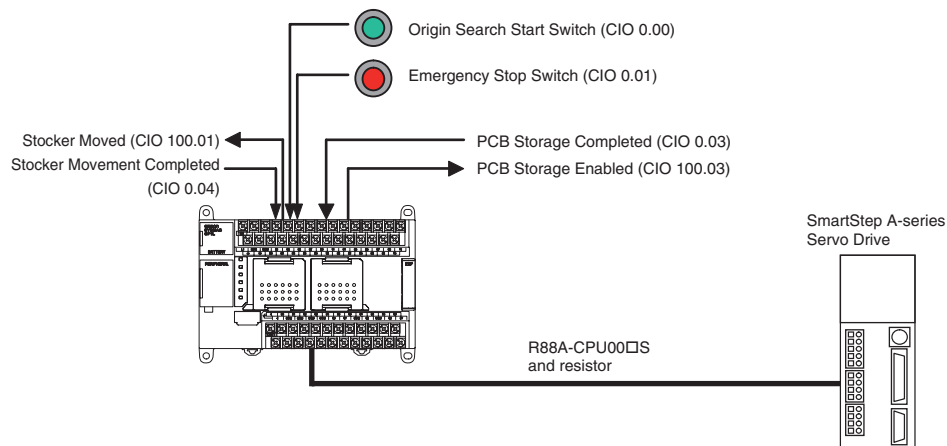 Origin Search Start Switch (CIO 0.00)
Emergency Stop Switch (CIO 0.01)
Stocker Moved (CIO 100.01)
Stocker Movement Completed
(CIO 0.04)
PCB Storage Completed (CIO 0.03)
PCB Storage Enabled (CIO 100.03)
SmartStep A-series
Servo Drive
BATTERY
PERIPHERAL
R88A-CPU00□S
and resistor